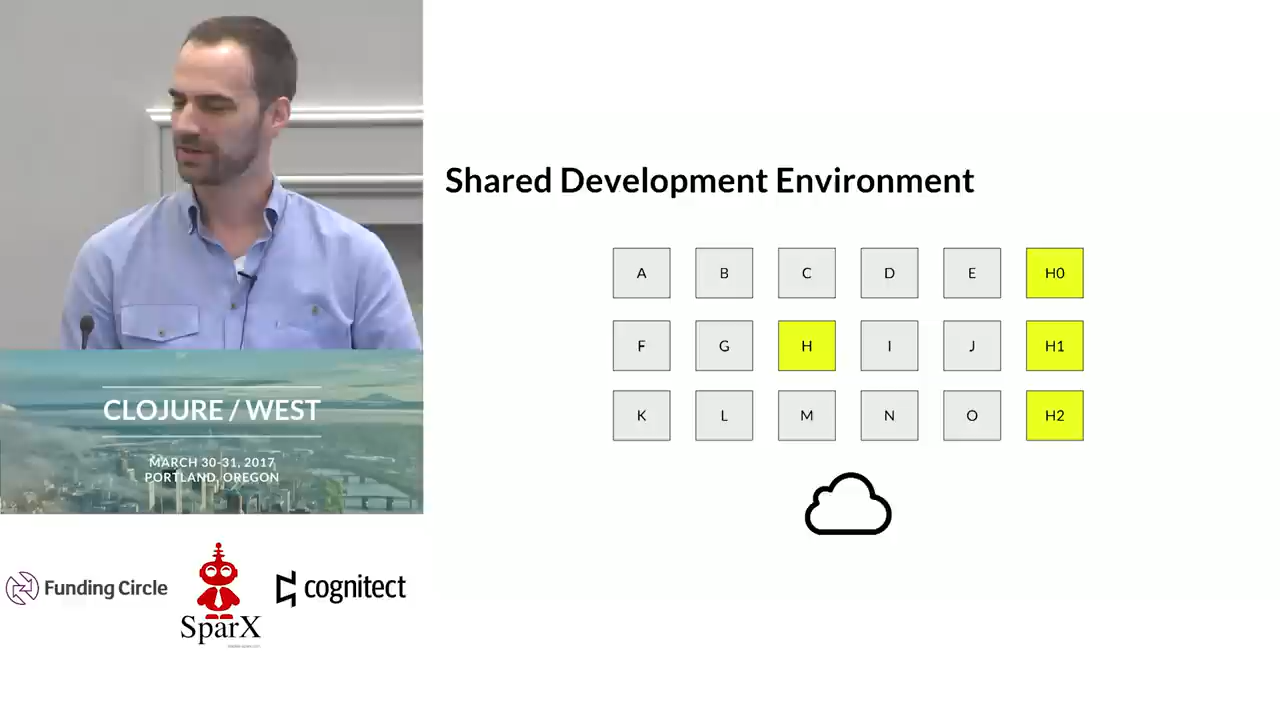 Shared Development Environment
A B C D E H0
F G H I J H1
K L M N O H2
CLOJURE / WEST
MARCH 30-31, 2017
PORTLAND, OREGON
Funding Circle
SparX
cognitect